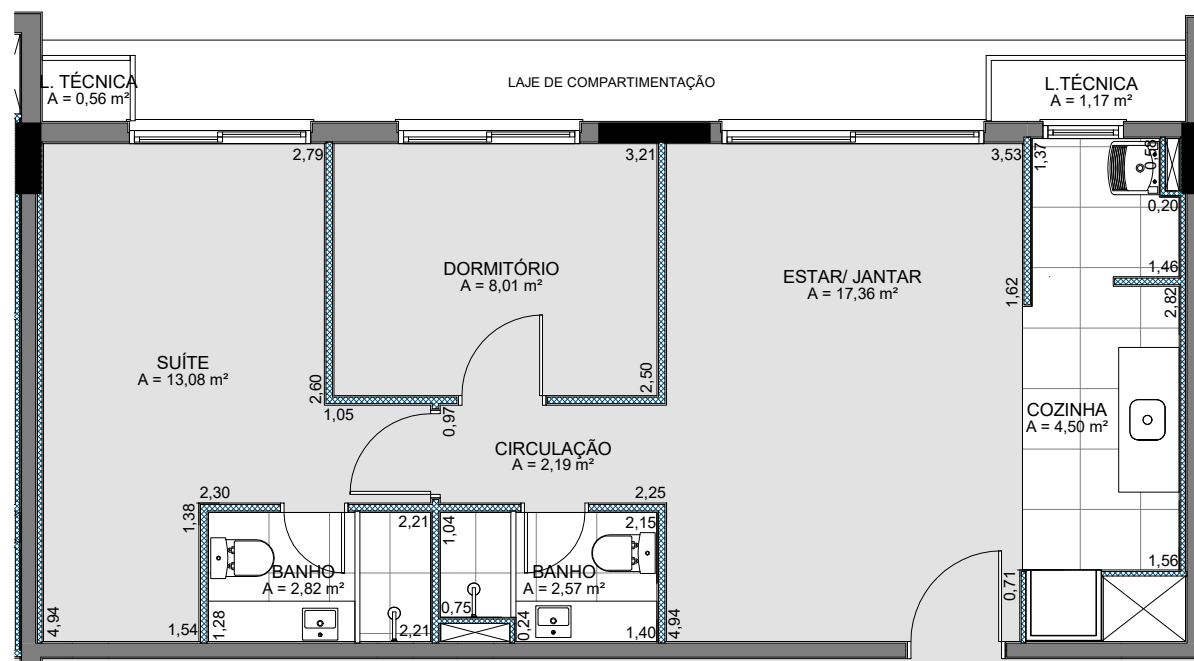 L. TÉCNICA
A = 0,56 m²
LAJE DE COMPARTIMENTAÇÃO
L.TÉCNICA
A = 1,17 m²
2,79
3,21
3,53
1,37
0,58
0,20
DORMITÓRIO
A = 8,01 m²
ESTAR/ JANTAR
A = 17,36 m²
1,46
1,62
2,82
SUÍTE
A = 13,08 m²
2,60
2,50
1,05
0,97
COZINHA
A = 4,50 m²
CIRCULAÇÃO
A = 2,19 m²
2,30
2,25
1,38
2,21
1,04
2,15
BANHO
A = 2,82 m²
BANHO
A = 2,57 m²
1,56
0,71
4,94
1,54
1,28
2,21
0,75
0,24
1,40
4,94